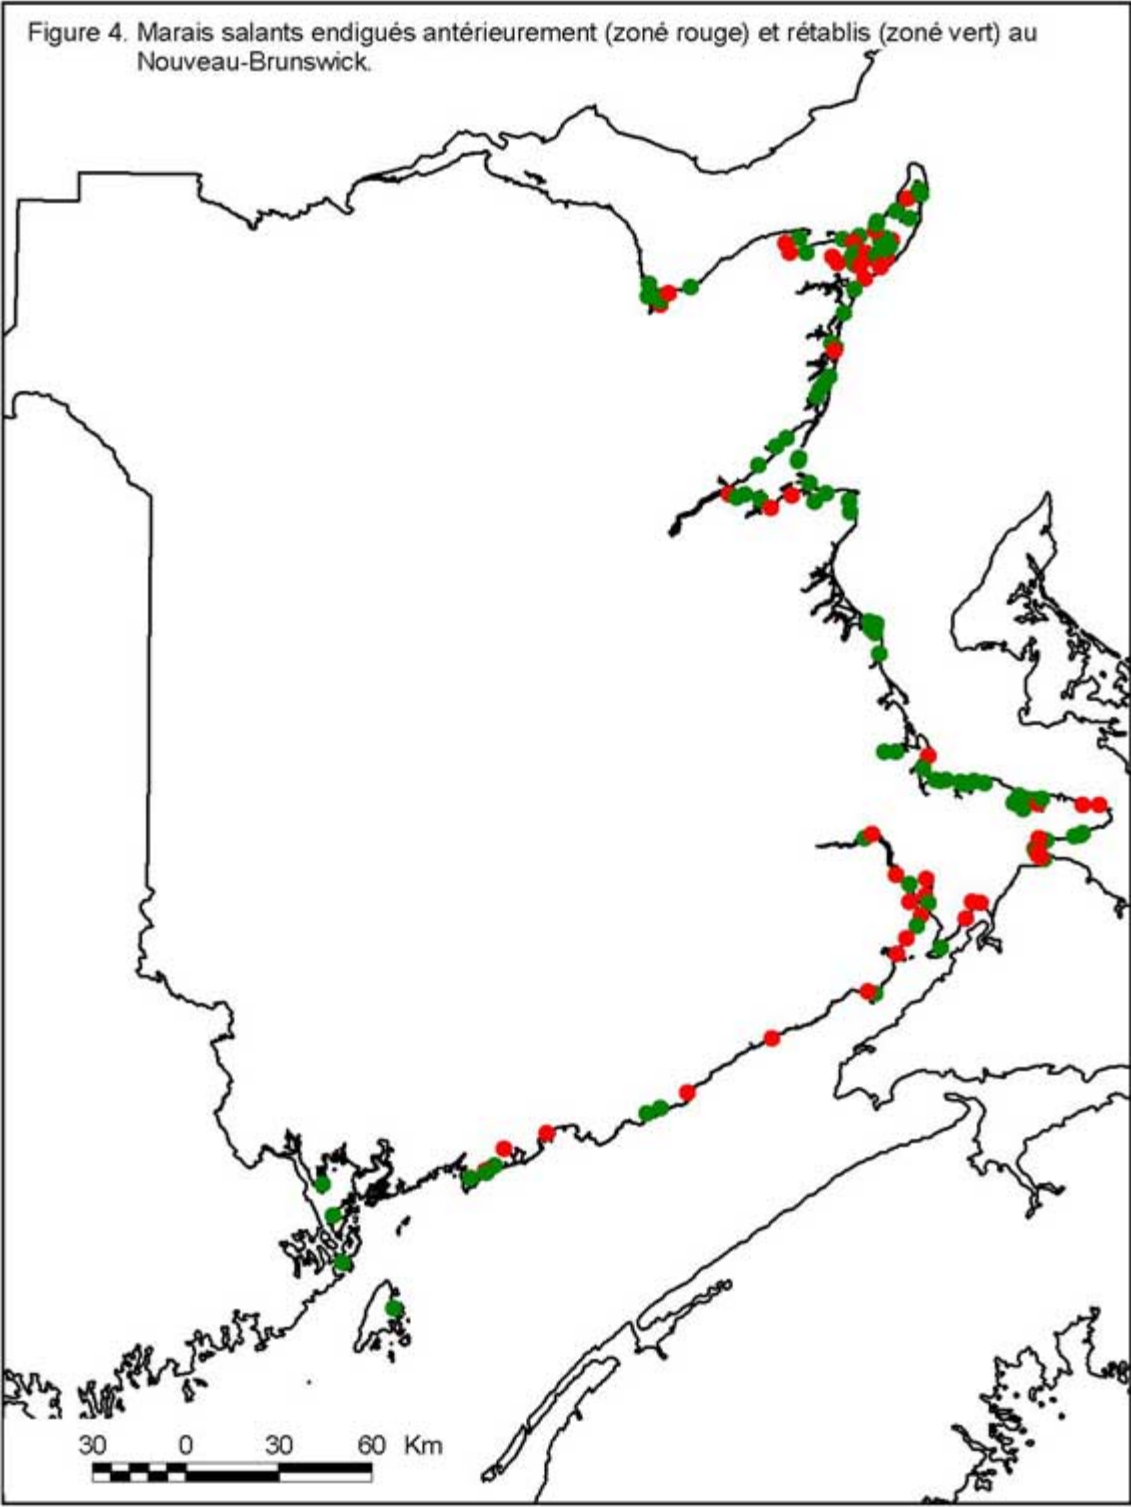 Figure 4. Marais salants endigués antérieurement (zoné rouge) et rétablis (zoné vert) au
Nouveau-Brunswick.
30 0 30 60 Km